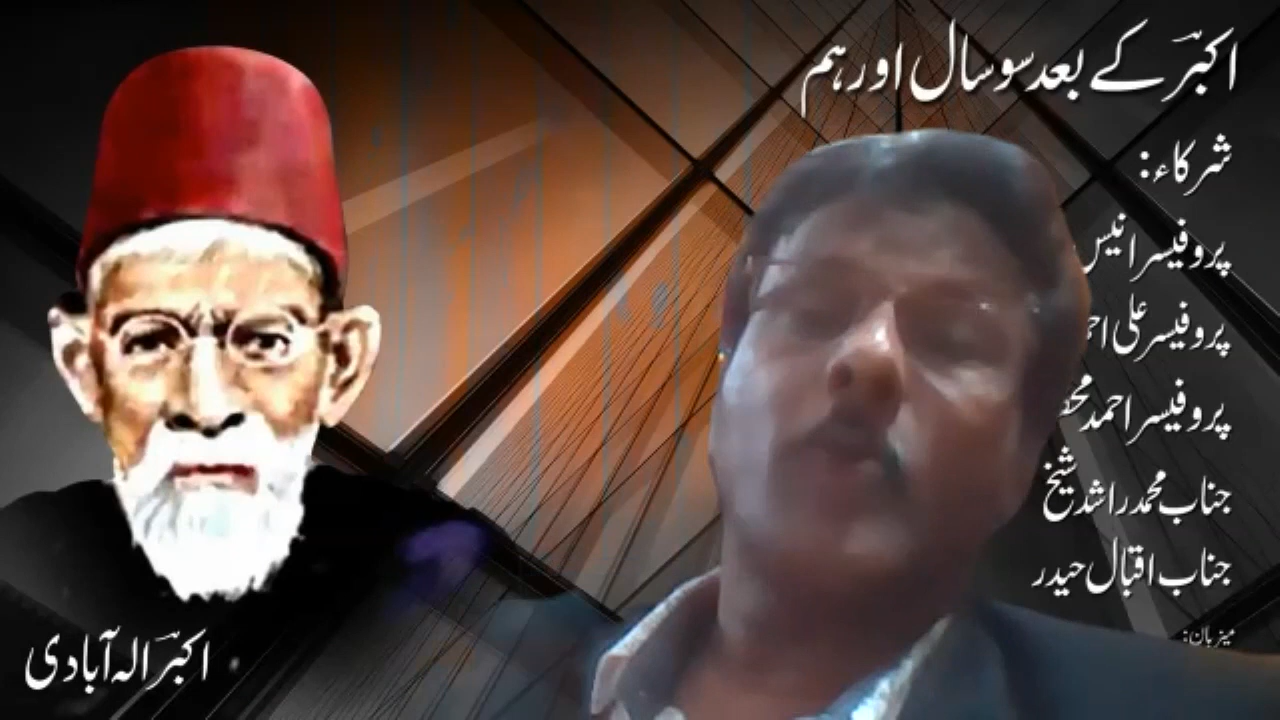 اکبرؔ کے بعد سو سال اور ہم
شرکاء:
پروفیسر انیس
پروفیسر علی
پروفیسر احمد
جناب محمد راشد شیخ
جناب اقبال حیدر
میزبان:
اکبرؔ الہ آبادی